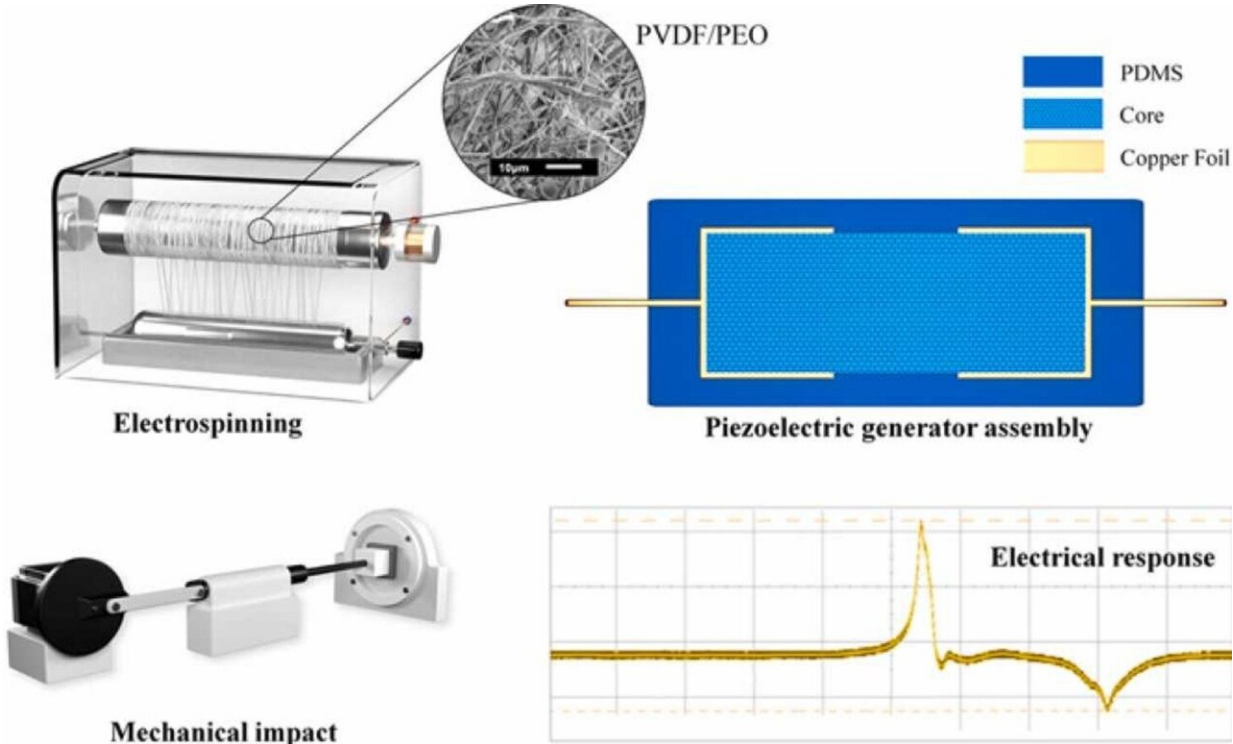 PVDF/PEO
10µm
PDMS
Core
Copper Foil
Electrospinning
Piezoelectric generator assembly
Mechanical impact
Electrical response